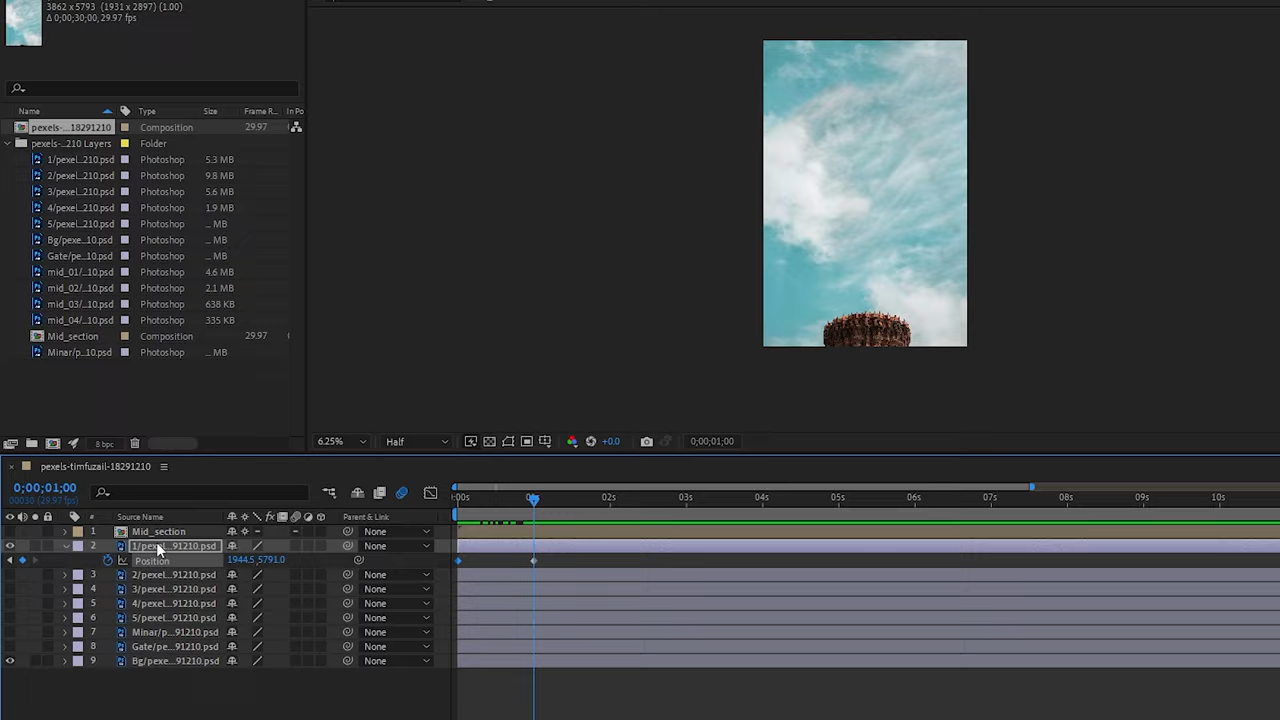 3862 x 5793 (1931 x 2897) (1.00)
Δ 0;00;30;00, 29.97 fps
Name Type Size Frame R... In Po
pexels-...18291210 Composition 29.97
pexels-...210 Layers Folder
1/pexel...210.psd Photoshop 5.3 MB
2/pexel...210.psd Photoshop 9.8 MB
3/pexel...210.psd Photoshop 5.6 MB
4/pexel...210.psd Photoshop 1.9 MB
5/pexel...210.psd Photoshop ... MB
Bg/pexe...10.psd Photoshop ... MB
Gate/pe...10.psd Photoshop ... MB
mid_01/...10.psd Photoshop 4.6 MB
mid_02/...10.psd Photoshop 2.1 MB
mid_03/...10.psd Photoshop 638 KB
mid_04/...10.psd Photoshop 335 KB
Mid_section Composition 29.97
Minar/p...10.psd Photoshop ... MB
8 bpc
6.25% Half +0.0 0;00;01;00
pexels-timfuzail-18291210
0;00;01;00
00030 (29.97 fps)
:00s 02s 03s 04s 05s 06s 07s 08s 09s 10s
# Source Name fx Parent & Link
1 Mid_section None
2 1/pexel...91210.psd None
Position 1944.5,5791.0
3 2/pexel...91210.psd None
4 3/pexel...91210.psd None
5 4/pexel...91210.psd None
6 5/pexel...91210.psd None
7 Minar/p...91210.psd None
8 Gate/pe...91210.psd None
9 Bg/pexe...91210.psd None